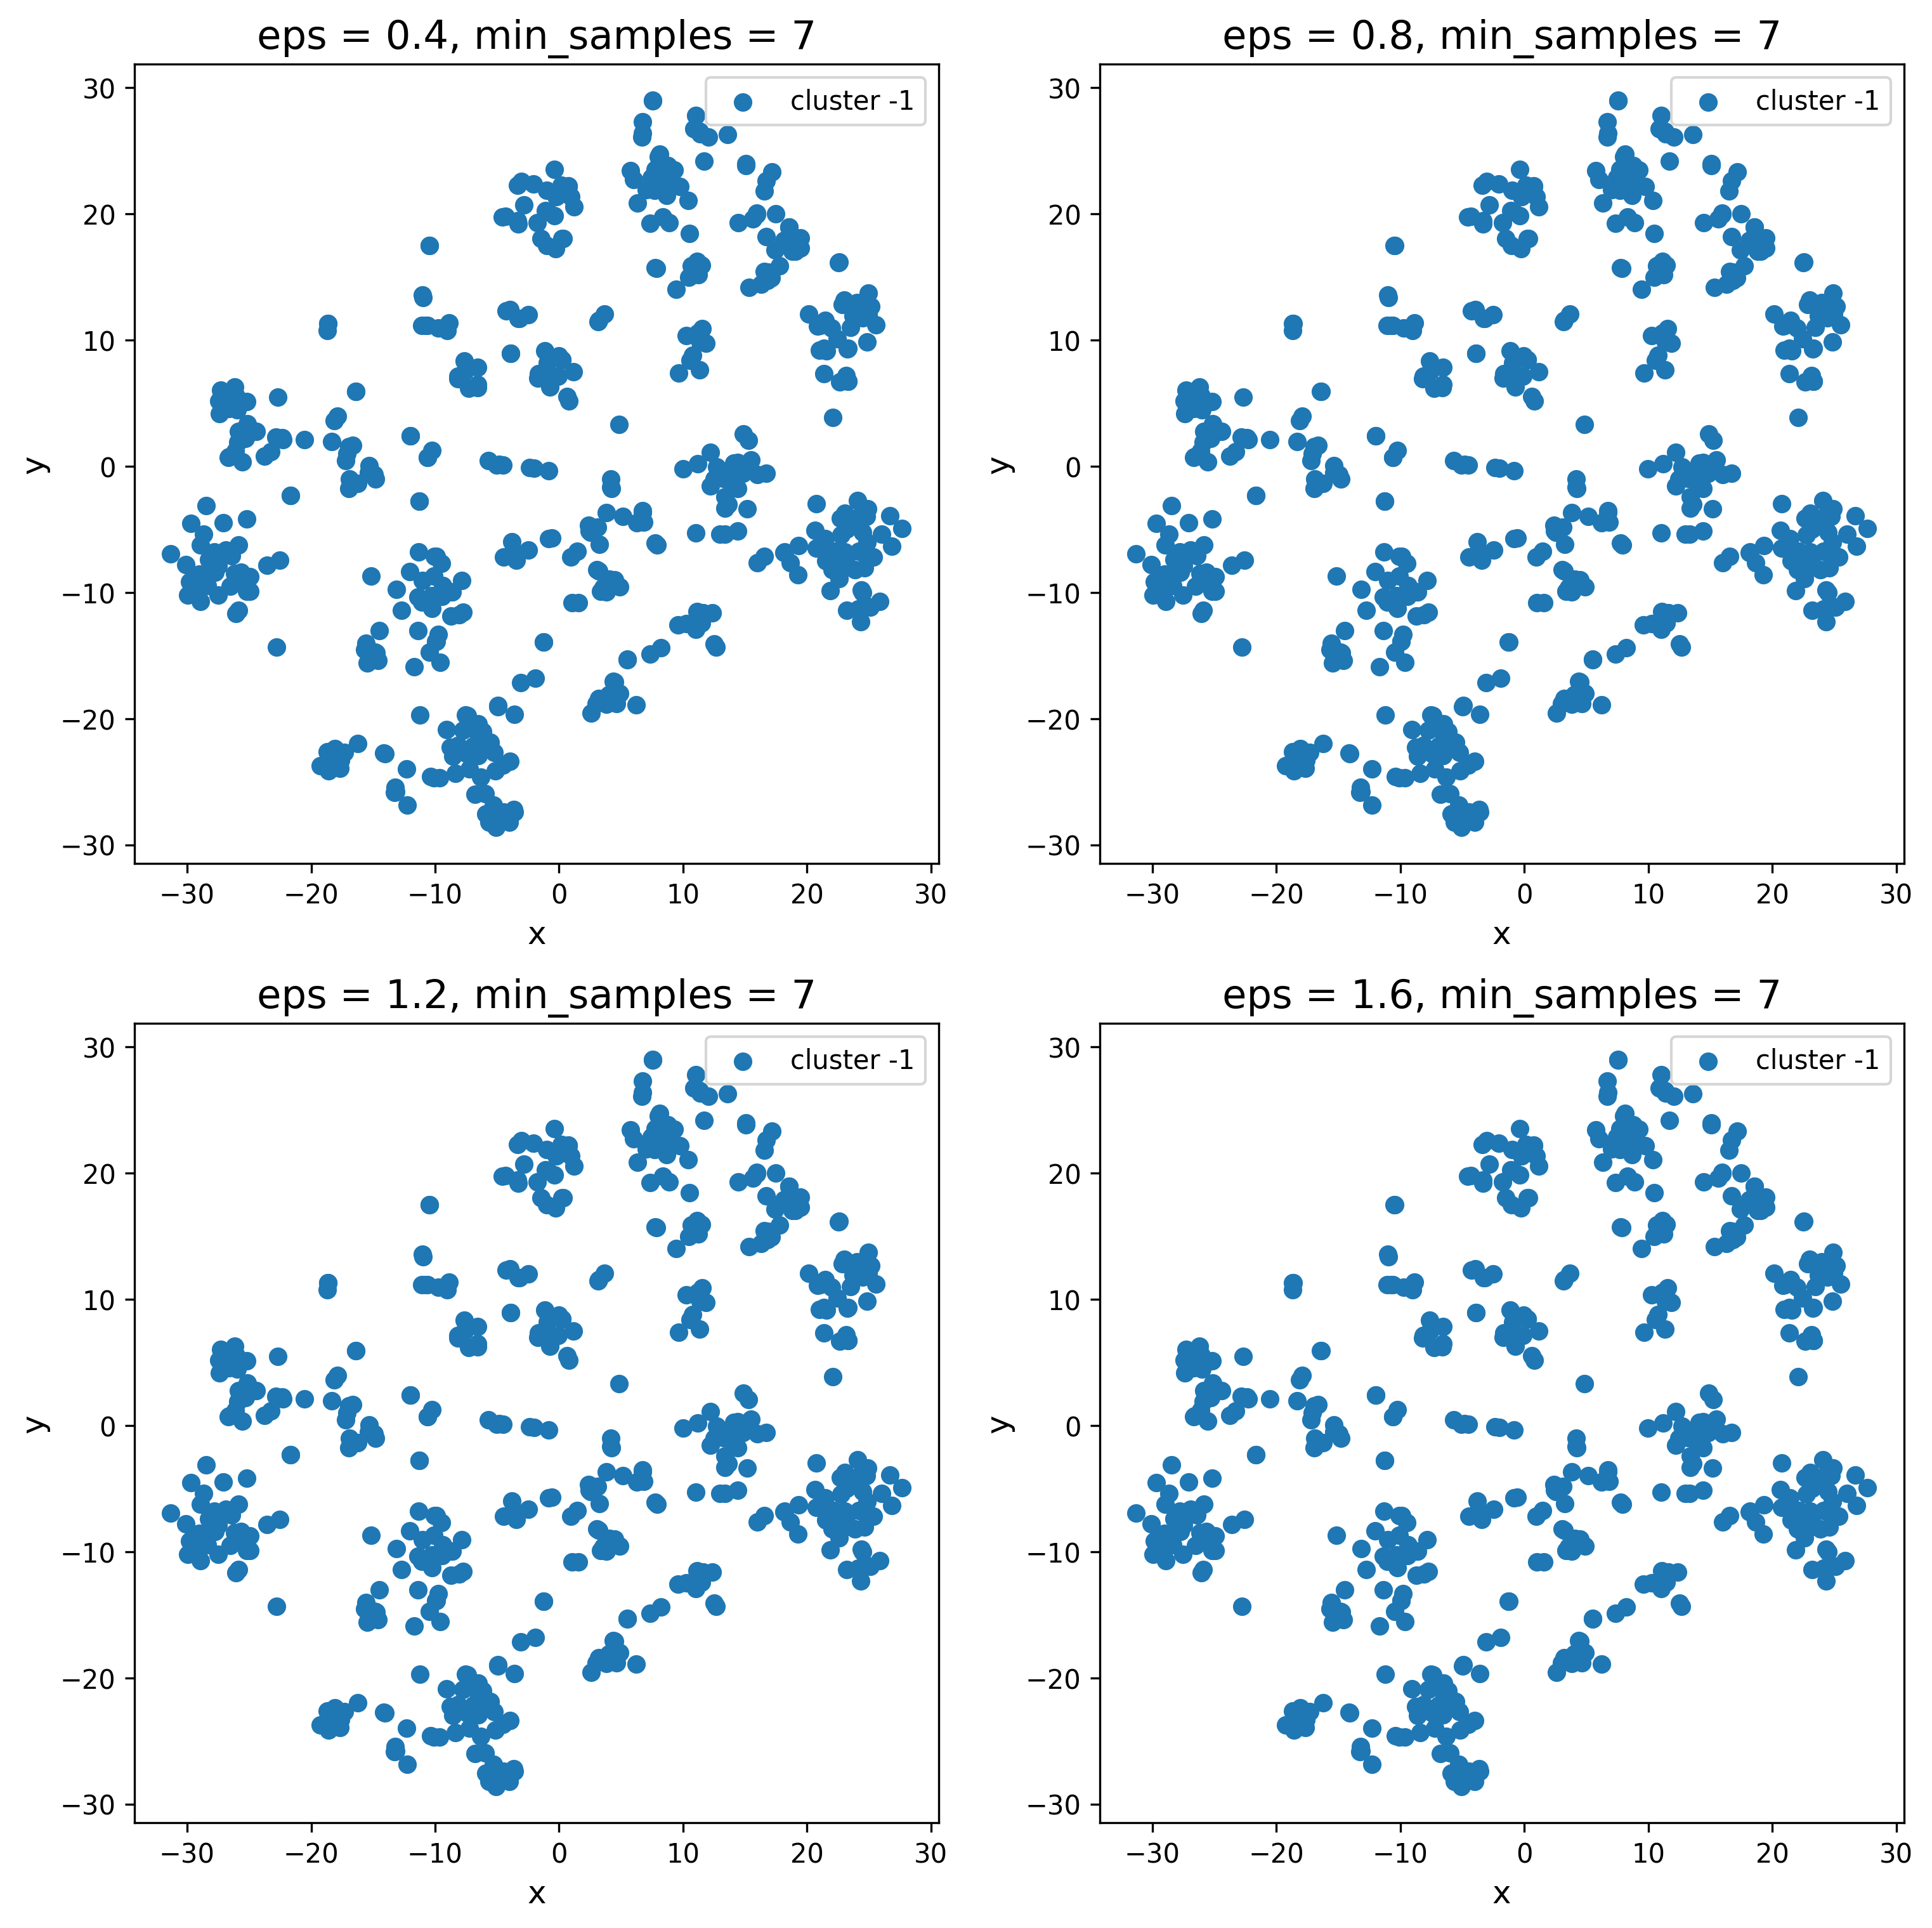 eps = 0.4, min_samples = 7
cluster -1
30
20
10
0
−10
−20
−30
y
−30 −20 −10 0 10 20 30
x
eps = 0.8, min_samples = 7
cluster -1
30
20
10
0
−10
−20
−30
y
−30 −20 −10 0 10 20 30
x
eps = 1.2, min_samples = 7
cluster -1
30
20
10
0
−10
−20
−30
y
−30 −20 −10 0 10 20 30
x
eps = 1.6, min_samples = 7
cluster -1
30
20
10
0
−10
−20
−30
y
−30 −20 −10 0 10 20 30
x